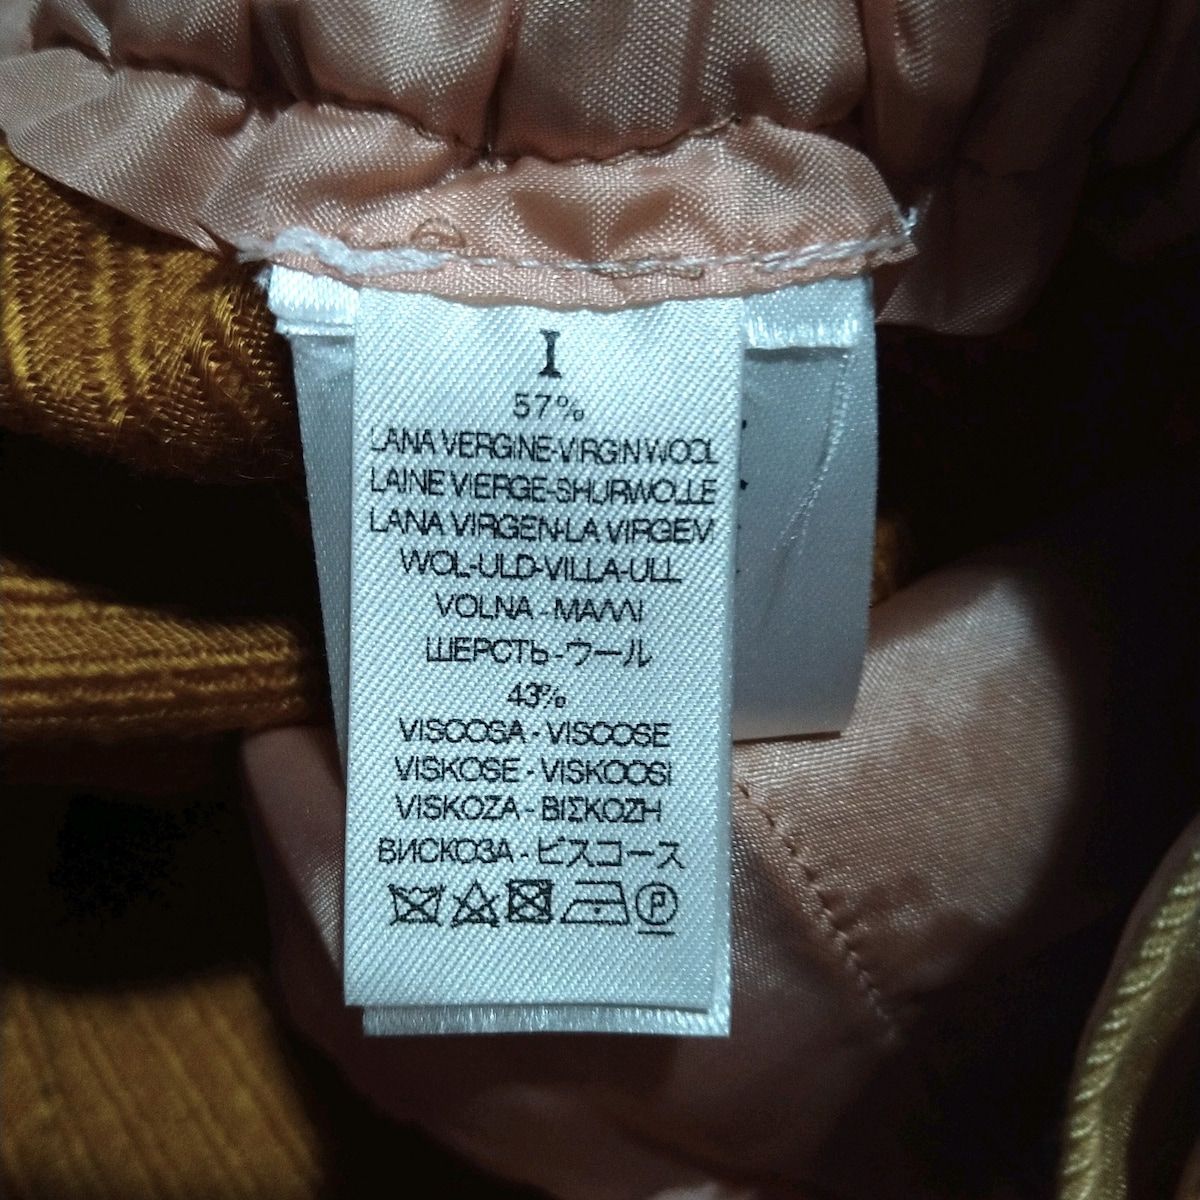 I
57%
LANA VERGINE-VIRGIN WOOL
LAINE VIERGE-SHURWOLLE
LANA VIRGEN-LA VIRGEM
WOL-ULD-VILLA-ULL
VOLNA - ΜΑΛΛΙ
ШЕРСТЬ-ウール
43%
VISCOSA - VISCOSE
VISKOSE - VISKOOSI
VISKOZA - ΒΙΣΚΟΖΗ
ВИСКОЗА - ビスコース
P